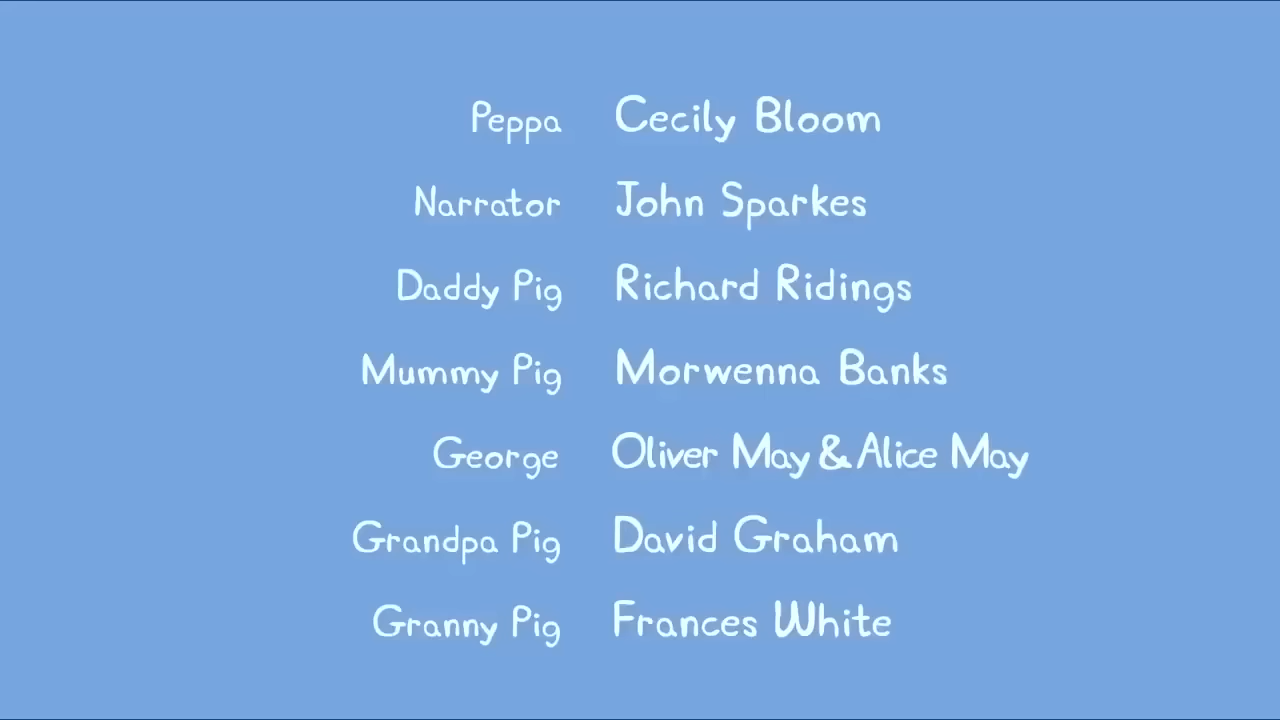 Peppa Cecily Bloom
Narrator John Sparkes
Daddy Pig Richard Ridings
Mummy Pig Morwenna Banks
George Oliver May & Alice May
Grandpa Pig David Graham
Granny Pig Frances White